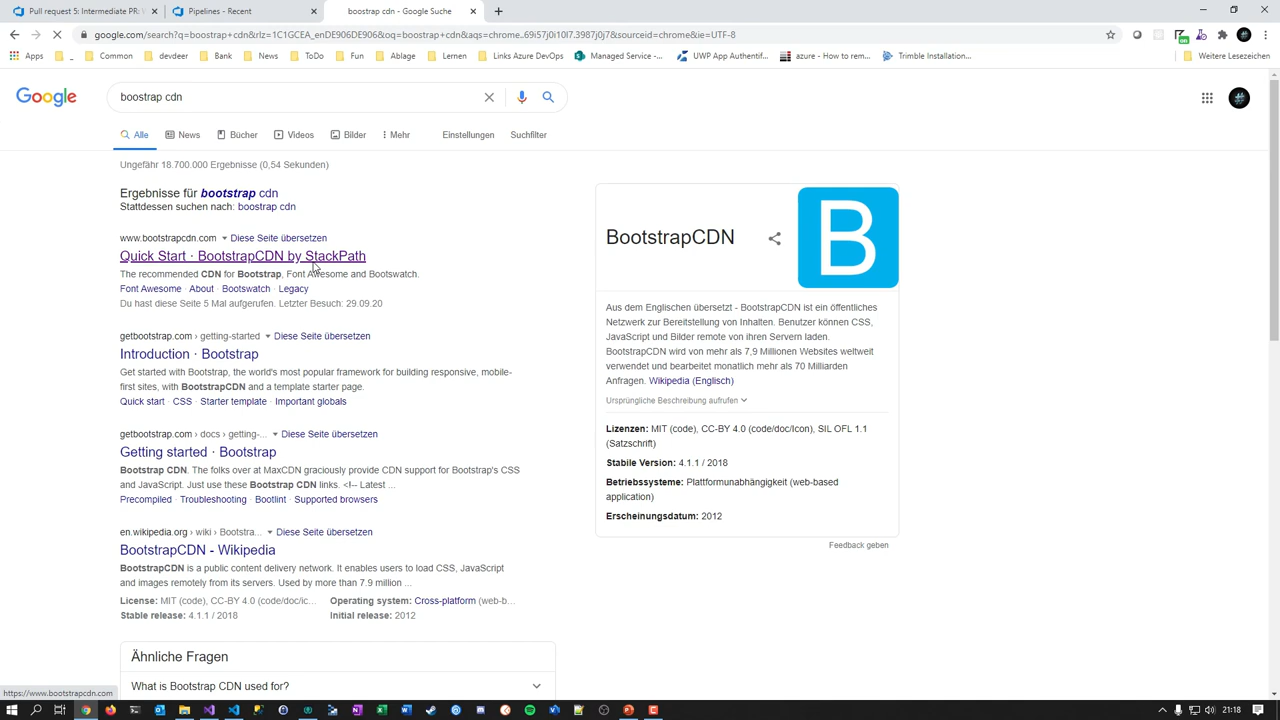 Pull request 5: Intermediate PR: V
Pipelines - Recent
boostrap cdn - Google Suche
google.com/search?q=boostrap+cdn&rlz=1C1GCEA_enDE906DE906&oq=boostrap+cdn&aqs=chrome..69i57j0i10l7.3987j0j7&sourceid=chrome&ie=UTF-8
Apps
_
Common
devdeer
Bank
News
ToDo
Fun
Ablage
Lernen
Links Azure DevOps
Managed Service -...
UWP App Authentif...
azure - How to rem...
Trimble Installation...
Weitere Lesezeichen
Google
boostrap cdn
Alle
News
Bücher
Videos
Bilder
Mehr
Einstellungen
Suchfilter
Ungefähr 18.700.000 Ergebnisse (0,54 Sekunden)
Ergebnisse für bootstrap cdn
Stattdessen suchen nach: boostrap cdn
www.bootstrapcdn.com Diese Seite übersetzen
Quick Start · BootstrapCDN by StackPath
The recommended CDN for Bootstrap, Font Awesome and Bootswatch.
Font Awesome · About · Bootswatch · Legacy
Du hast diese Seite 5 Mal aufgerufen. Letzter Besuch: 29.09.20
getbootstrap.com › getting-started Diese Seite übersetzen
Introduction · Bootstrap
Get started with Bootstrap, the world's most popular framework for building responsive, mobile-
first sites, with BootstrapCDN and a template starter page.
Quick start · CSS · Starter template · Important globals
getbootstrap.com › docs › getting-... Diese Seite übersetzen
Getting started · Bootstrap
Bootstrap CDN. The folks over at MaxCDN graciously provide CDN support for Bootstrap's CSS
and JavaScript. Just use these Bootstrap CDN links. <!-- Latest ...
Precompiled · Troubleshooting · Bootlint · Supported browsers
en.wikipedia.org › wiki › Bootstra... Diese Seite übersetzen
BootstrapCDN - Wikipedia
BootstrapCDN is a public content delivery network. It enables users to load CSS, JavaScript
and images remotely from its servers. Used by more than 7.9 million ...
License: MIT (code), CC-BY 4.0 (code/doc/ic... Operating system: Cross-platform (web-b...
Stable release: 4.1.1 / 2018 Initial release: 2012
Ähnliche Fragen
What is Bootstrap CDN used for?
BootstrapCDN
B
Aus dem Englischen übersetzt - BootstrapCDN ist ein öffentliches
Netzwerk zur Bereitstellung von Inhalten. Benutzer können CSS,
JavaScript und Bilder remote von ihren Servern laden.
BootstrapCDN wird von mehr als 7,9 Millionen Websites weltweit
verwendet und bearbeitet monatlich mehr als 70 Milliarden
Anfragen. Wikipedia (Englisch)
Ursprüngliche Beschreibung aufrufen
Lizenzen: MIT (code), CC-BY 4.0 (code/doc/Icon), SIL OFL 1.1
(Satzschrift)
Stabile Version: 4.1.1 / 2018
Betriebssysteme: Plattformunabhängigkeit (web-based
application)
Erscheinungsdatum: 2012
Feedback geben
https://www.bootstrapcdn.com
21:18